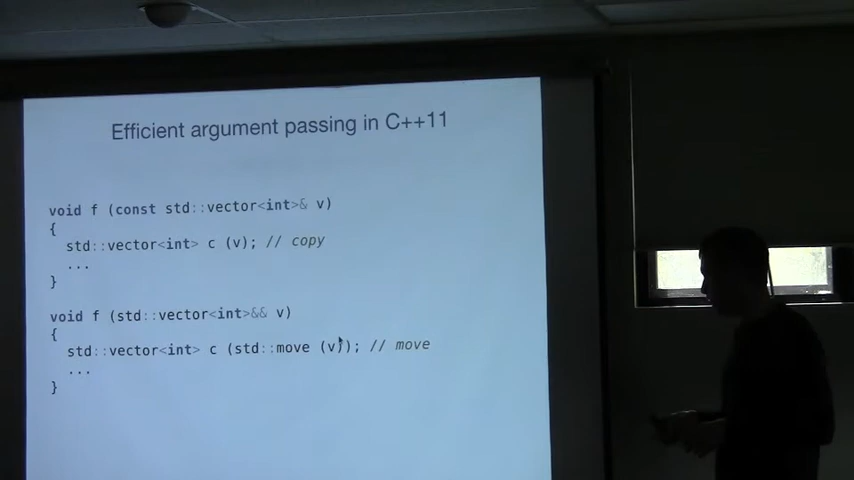 Efficient argument passing in C++11
void f (const std::vector<int>& v)
{
std::vector<int> c (v); // copy
...
}
void f (std::vector<int>&& v)
{
std::vector<int> c (std::move (v)); // move
...
}